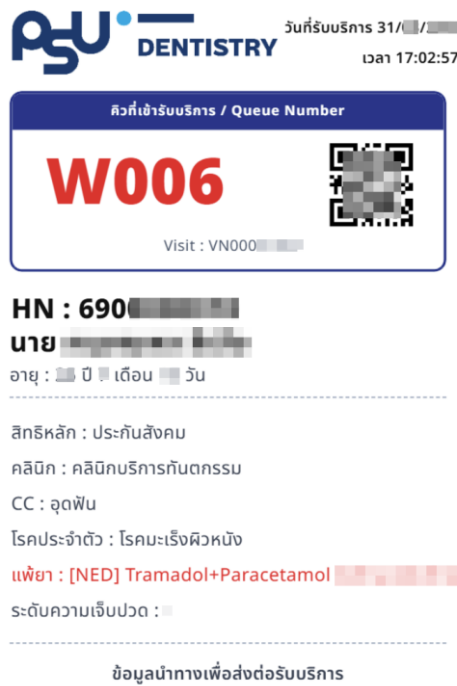 PSU DENTISTRY
วันที่รับบริการ 31/
เวลา 17:02:57
คิวที่เข้ารับบริการ / Queue Number
W006
Visit : VN000
HN : 690
นาย
อายุ : ปี เดือน วัน
สิทธิหลัก : ประกันสังคม
คลินิก : คลินิกบริการทันตกรรม
CC : อุดฟัน
โรคประจำตัว : โรคมะเร็งผิวหนัง
แพ้ยา : [NED] Tramadol+Paracetamol
ระดับความเจ็บปวด :
ข้อมูลนำทางเพื่อส่งต่อรับบริการ